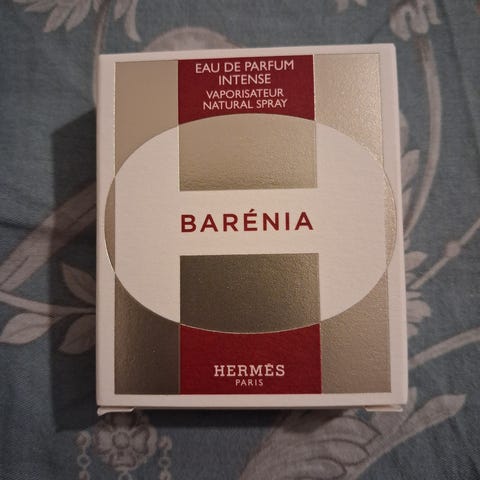 EAU DE PARFUM
INTENSE
VAPORISATEUR
NATURAL SPRAY
BARÉNIA
HERMÈS
PARIS